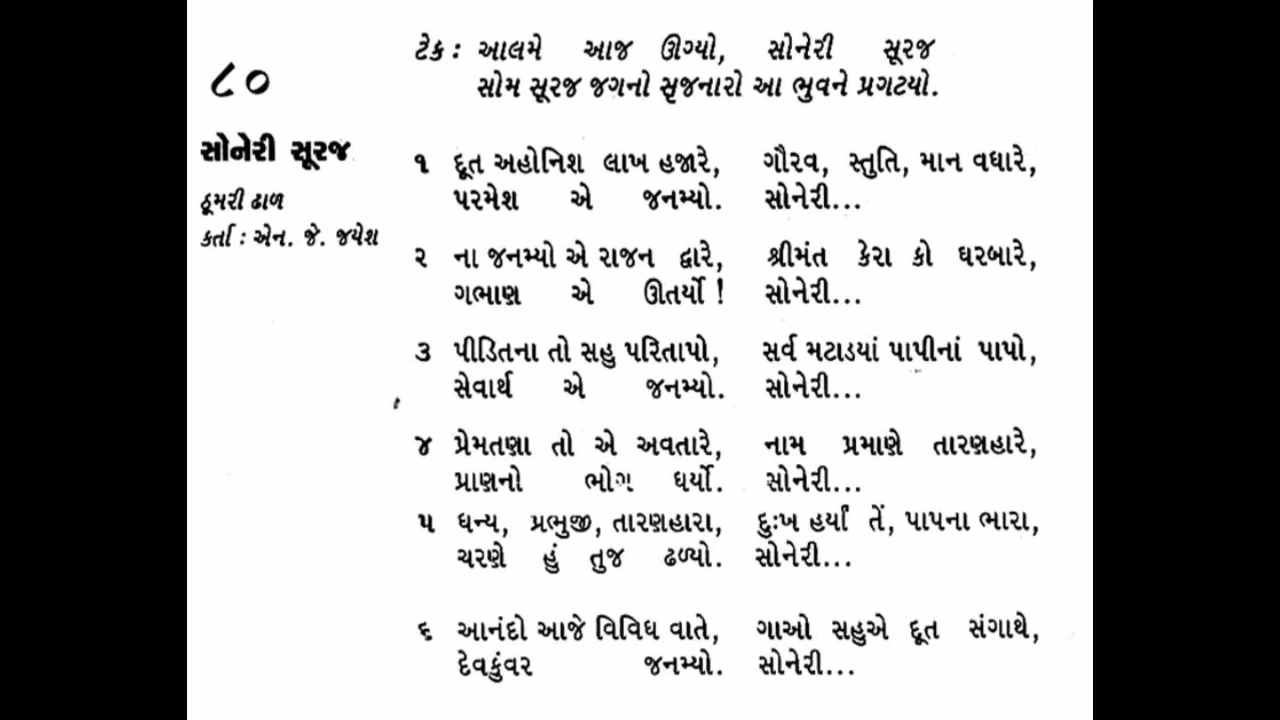 ૮૦
સોનેરી સૂરજ
ઠૂમરી ઢાળ
કર્તા : એન. જે. જયેશ
ટેક : આલમે આજ ઊગ્યો, સોનેરી સૂરજ
સોમ સૂરજ જગનો સૃજનારો આ ભુવને પ્રગટયો.
૧ દૂત અહોનિશ લાખ હજારે, ગૌરવ, સ્તુતિ, માન વધારે,
પરમેશ એ જનમ્યો. સોનેરી...
૨ ના જનમ્યો એ રાજન દ્વારે, શ્રીમંત કેરા કો ઘરબારે,
ગભાણ એ ઊતર્યો ! સોનેરી...
૩ પીડિતના તો સહુ પરિતાપો, સર્વ મટાડયાં પાપીનાં પાપો,
સેવાર્થ એ જનમ્યો. સોનેરી...
૪ પ્રેમતણા તો એ અવતારે, નામ પ્રમાણે તારણહારે,
પ્રાણનો ભોગ ધર્યો. સોનેરી...
૫ ધન્ય, પ્રભુજી, તારણહારા, દુઃખ હર્યાં તેં, પાપના ભારા,
ચરણે હું તુજ ઢળ્યો. સોનેરી...
૬ આનંદો આજે વિવિધ વાતે, ગાઓ સહુએ દૂત સંગાથે,
દેવકુંવર જનમ્યો. સોનેરી...